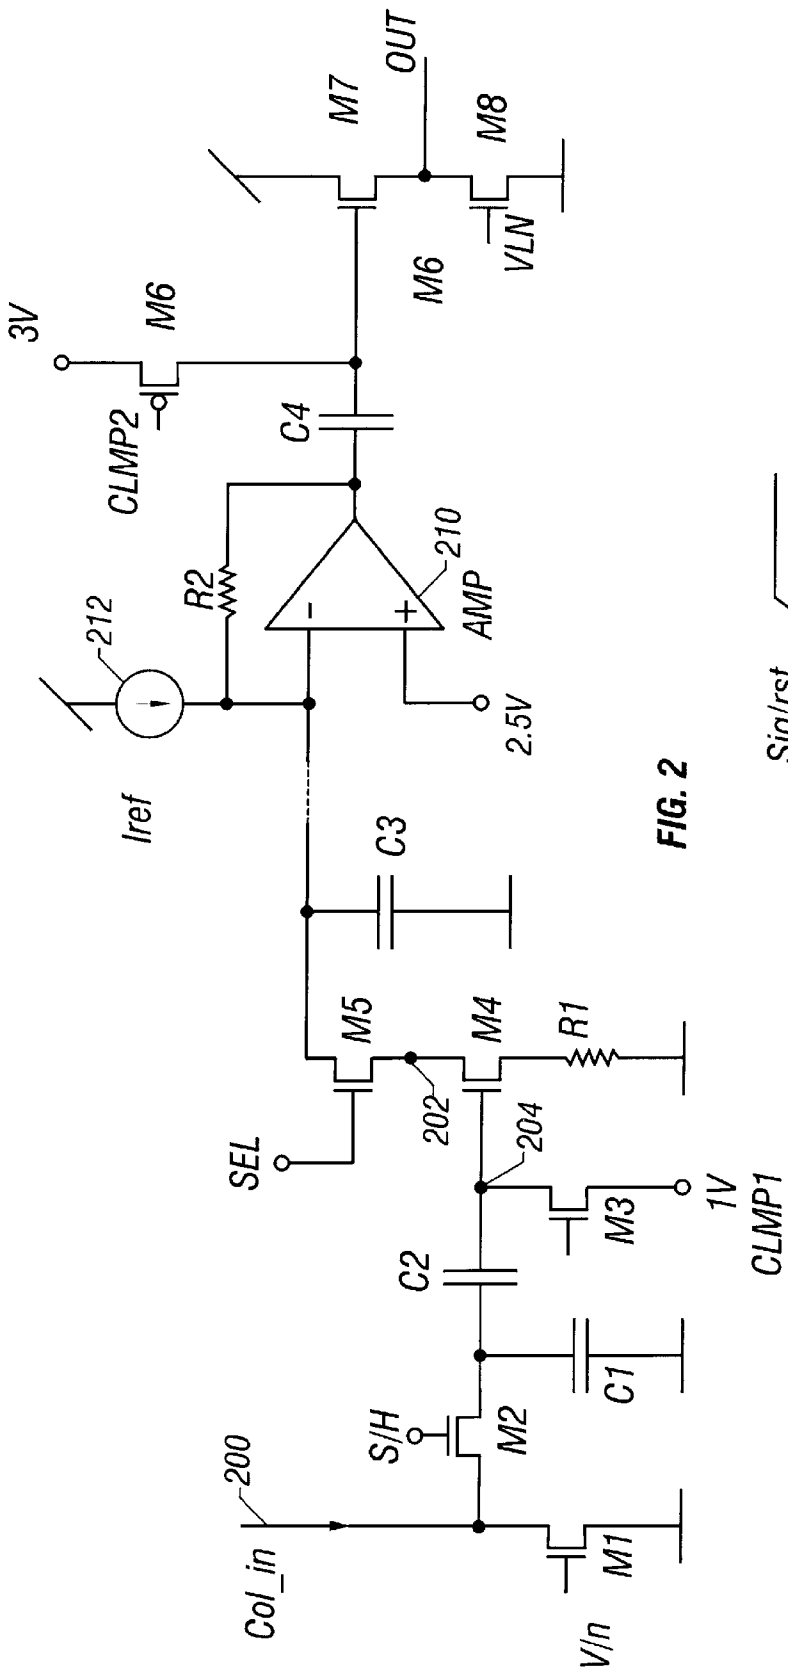 Col_in
200
V/n
M1
S/H
M2
C1
C2
204
M3
1V
CLMP1
SEL
M5
202
M4
R1
C3
Iref
212
R2
-
+
2.5V
210
AMP
C4
3V
CLMP2
M6
M6
M7
OUT
VLN
M8
FIG. 2
Sig/rst